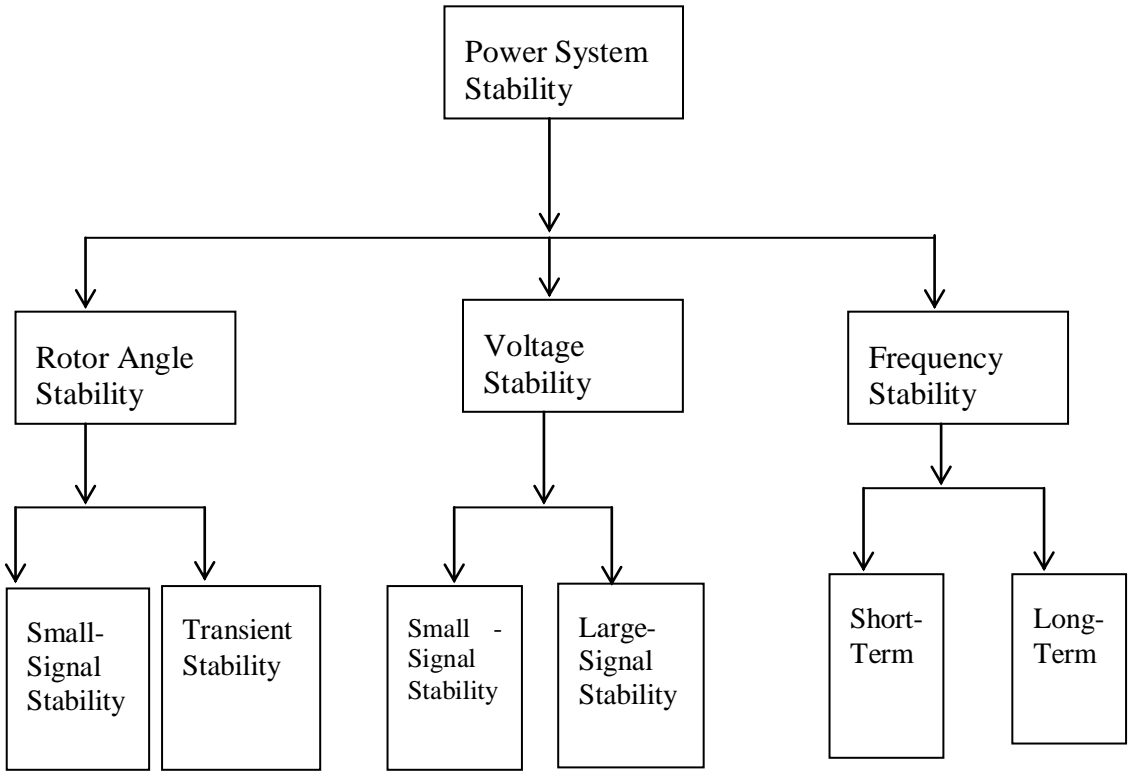 Power System
Stability
Rotor Angle
Stability
Voltage
Stability
Frequency
Stability
Small-
Signal
Stability
Transient
Stability
Small -
Signal
Stability
Large-
Signal
Stability
Short-
Term
Long-
Term